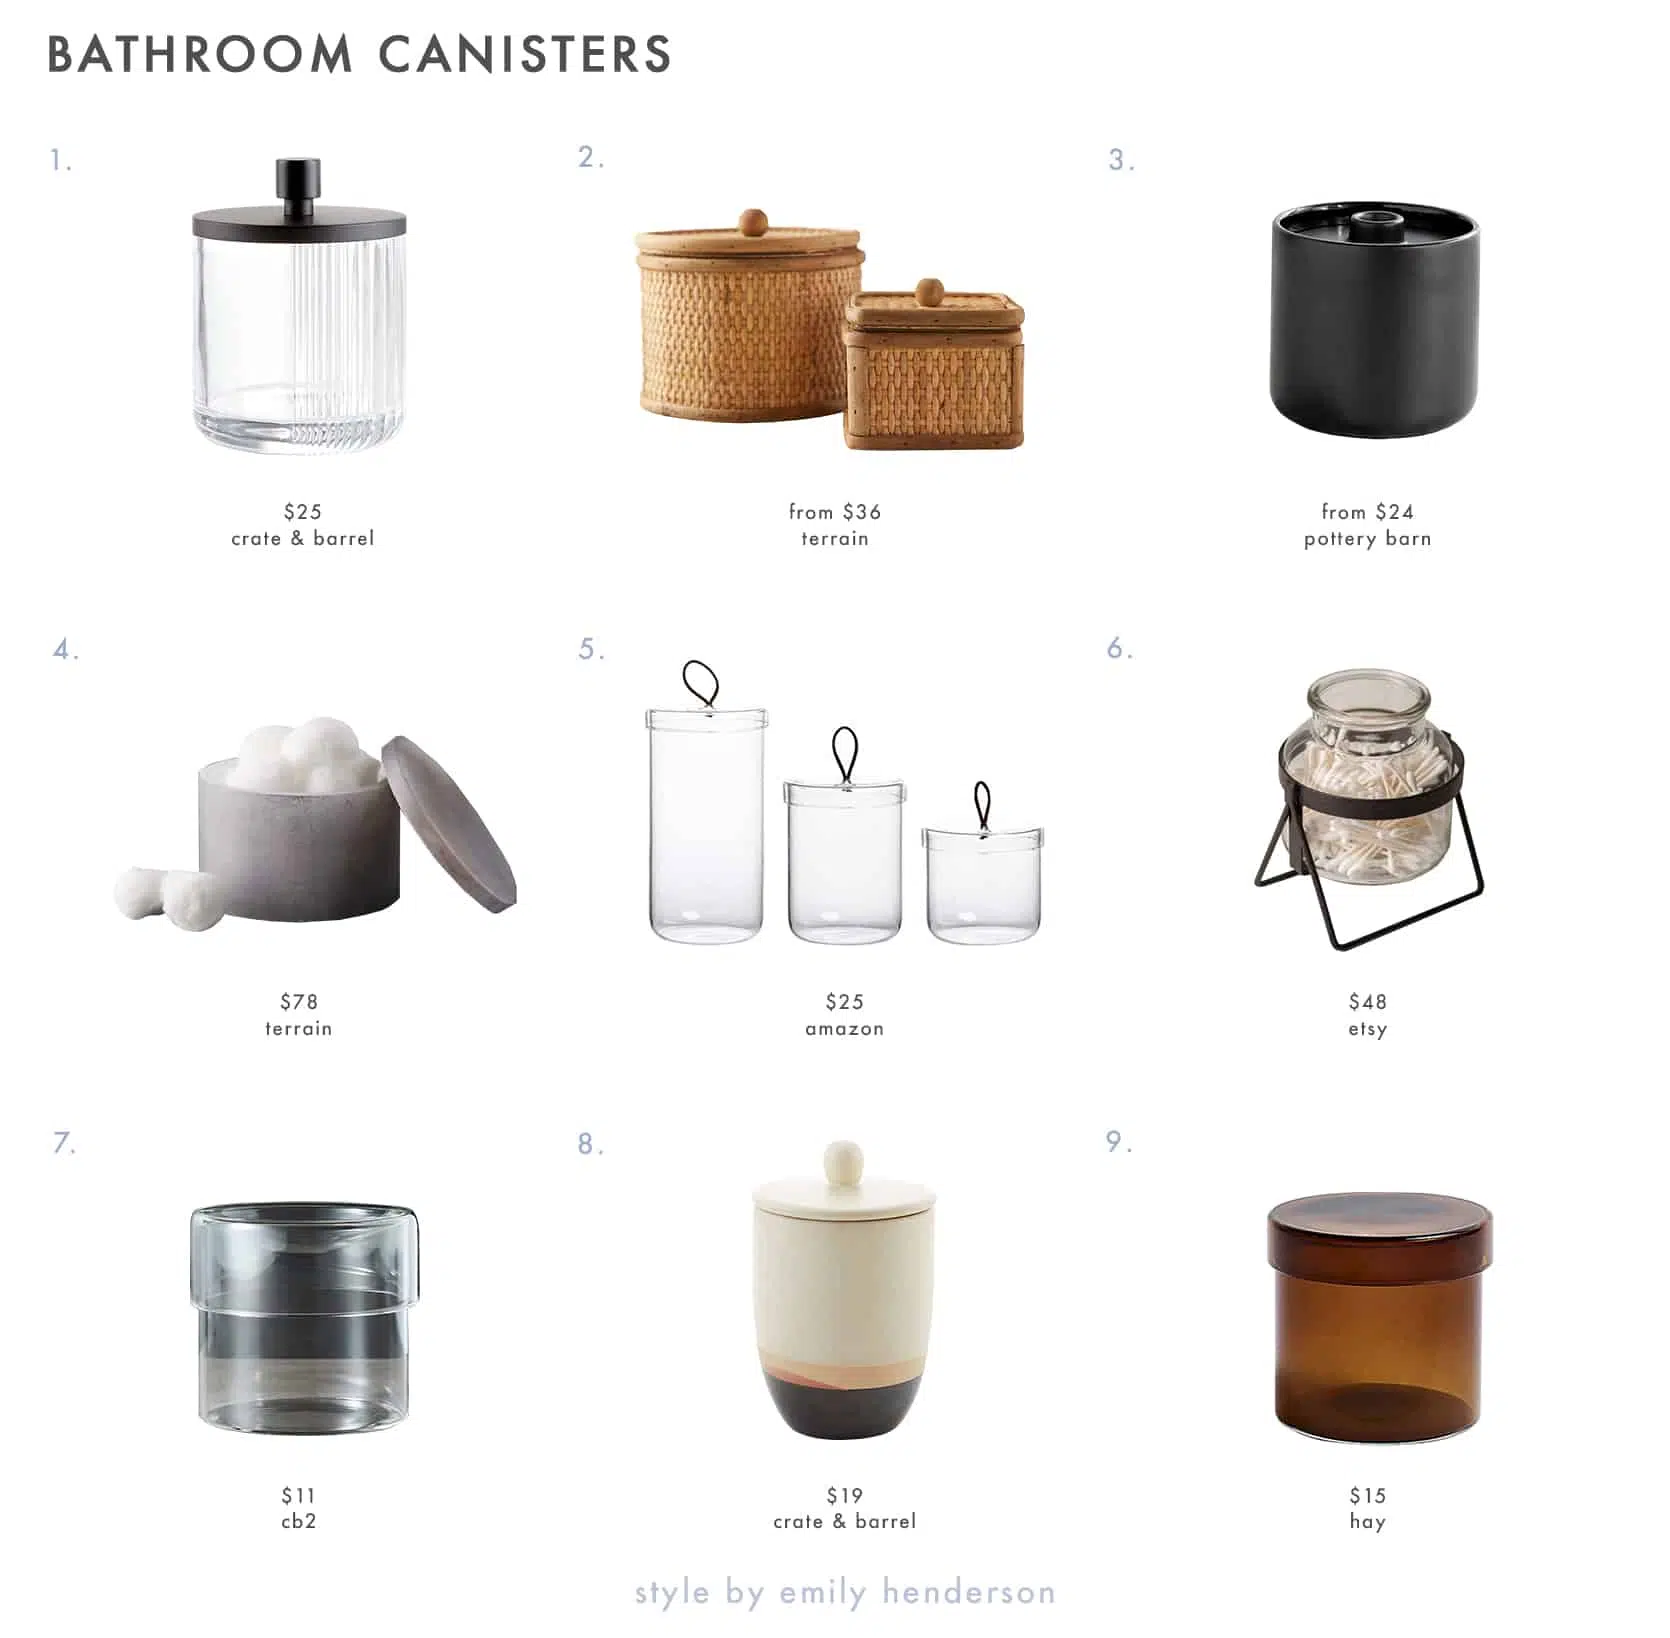 BATHROOM CANISTERS
1.
$25
crate & barrel
2.
from $36
terrain
3.
from $24
pottery barn
4.
$78
terrain
5.
$25
amazon
6.
$48
etsy
7.
$11
cb2
8.
$19
crate & barrel
9.
$15
hay
style by emily henderson